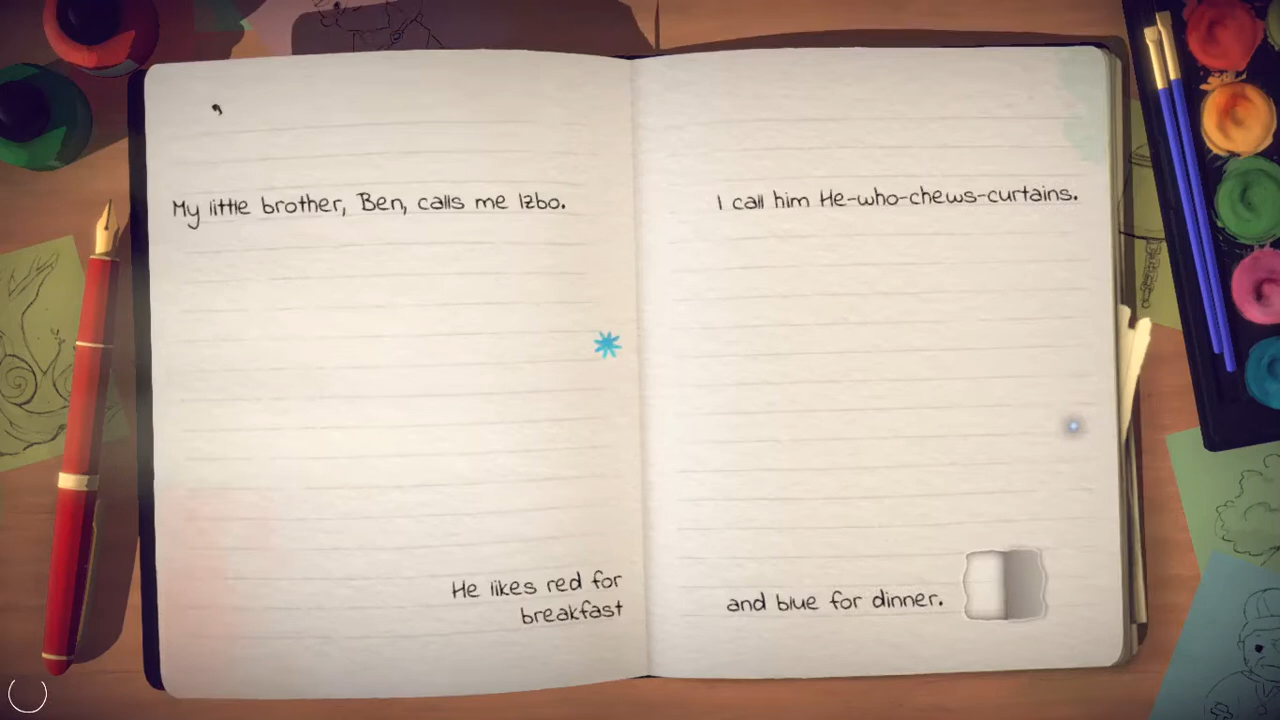 My little brother, Ben, calls me Izbo.
I call him He-who-chews-curtains.
He likes red for
breakfast
and blue for dinner.